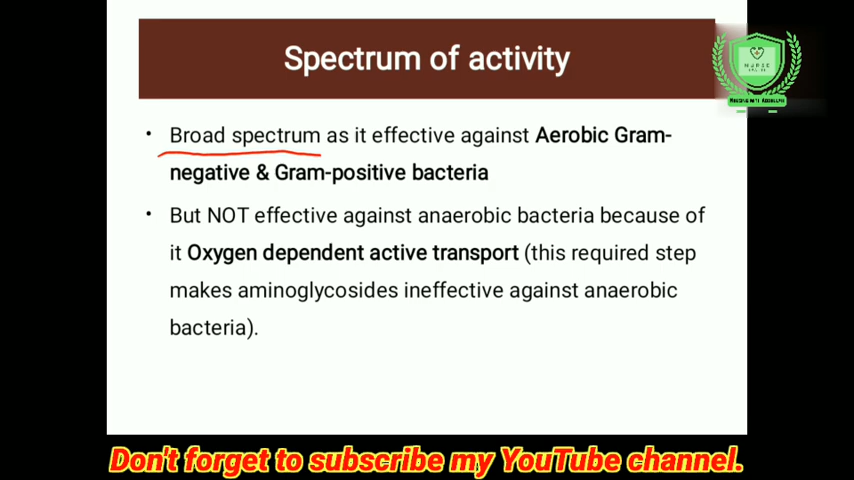 Spectrum of activity
• Broad spectrum as it effective against Aerobic Gram-
negative & Gram-positive bacteria
• But NOT effective against anaerobic bacteria because of
it Oxygen dependent active transport (this required step
makes aminoglycosides ineffective against anaerobic
bacteria).
NURSE
Don't forget to subscribe my YouTube channel.